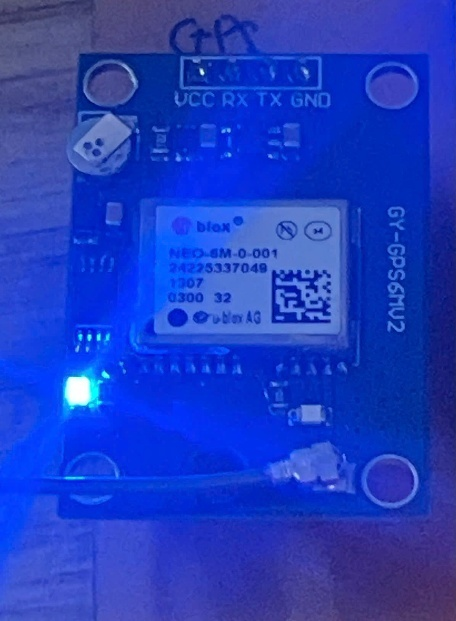 GPS
VCC RX TX GND
blox®
NEO-6M-0-001
24225337049
1307
0300 32
u-blox AG
GY-GPS6MV2